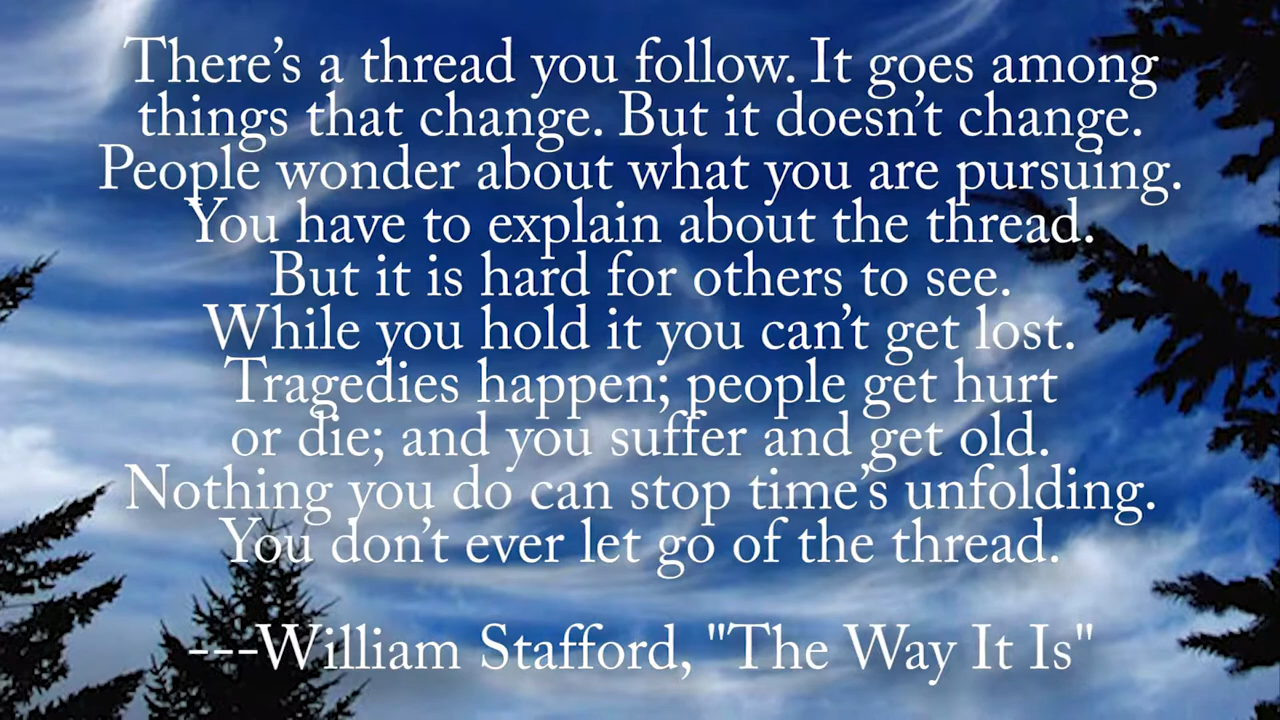 There’s a thread you follow. It goes among
things that change. But it doesn’t change.
People wonder about what you are pursuing.
You have to explain about the thread.
But it is hard for others to see.
While you hold it you can’t get lost.
Tragedies happen; people get hurt
or die; and you suffer and get old.
Nothing you do can stop time’s unfolding.
You don’t ever let go of the thread.
---William Stafford, "The Way It Is"